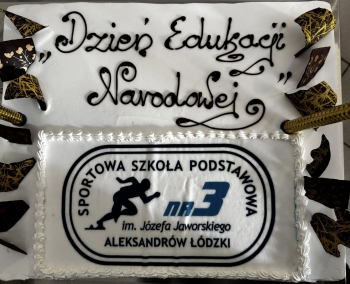 „Dzień Edukacji
Narodowej”
SPORTOWA SZKOŁA PODSTAWOWA
NR 3
im. Józefa Jaworskiego
ALEKSANDRÓW ŁÓDZKI